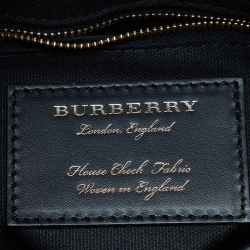 BURBERRY
London, England
House Check Fabric
Woven in England